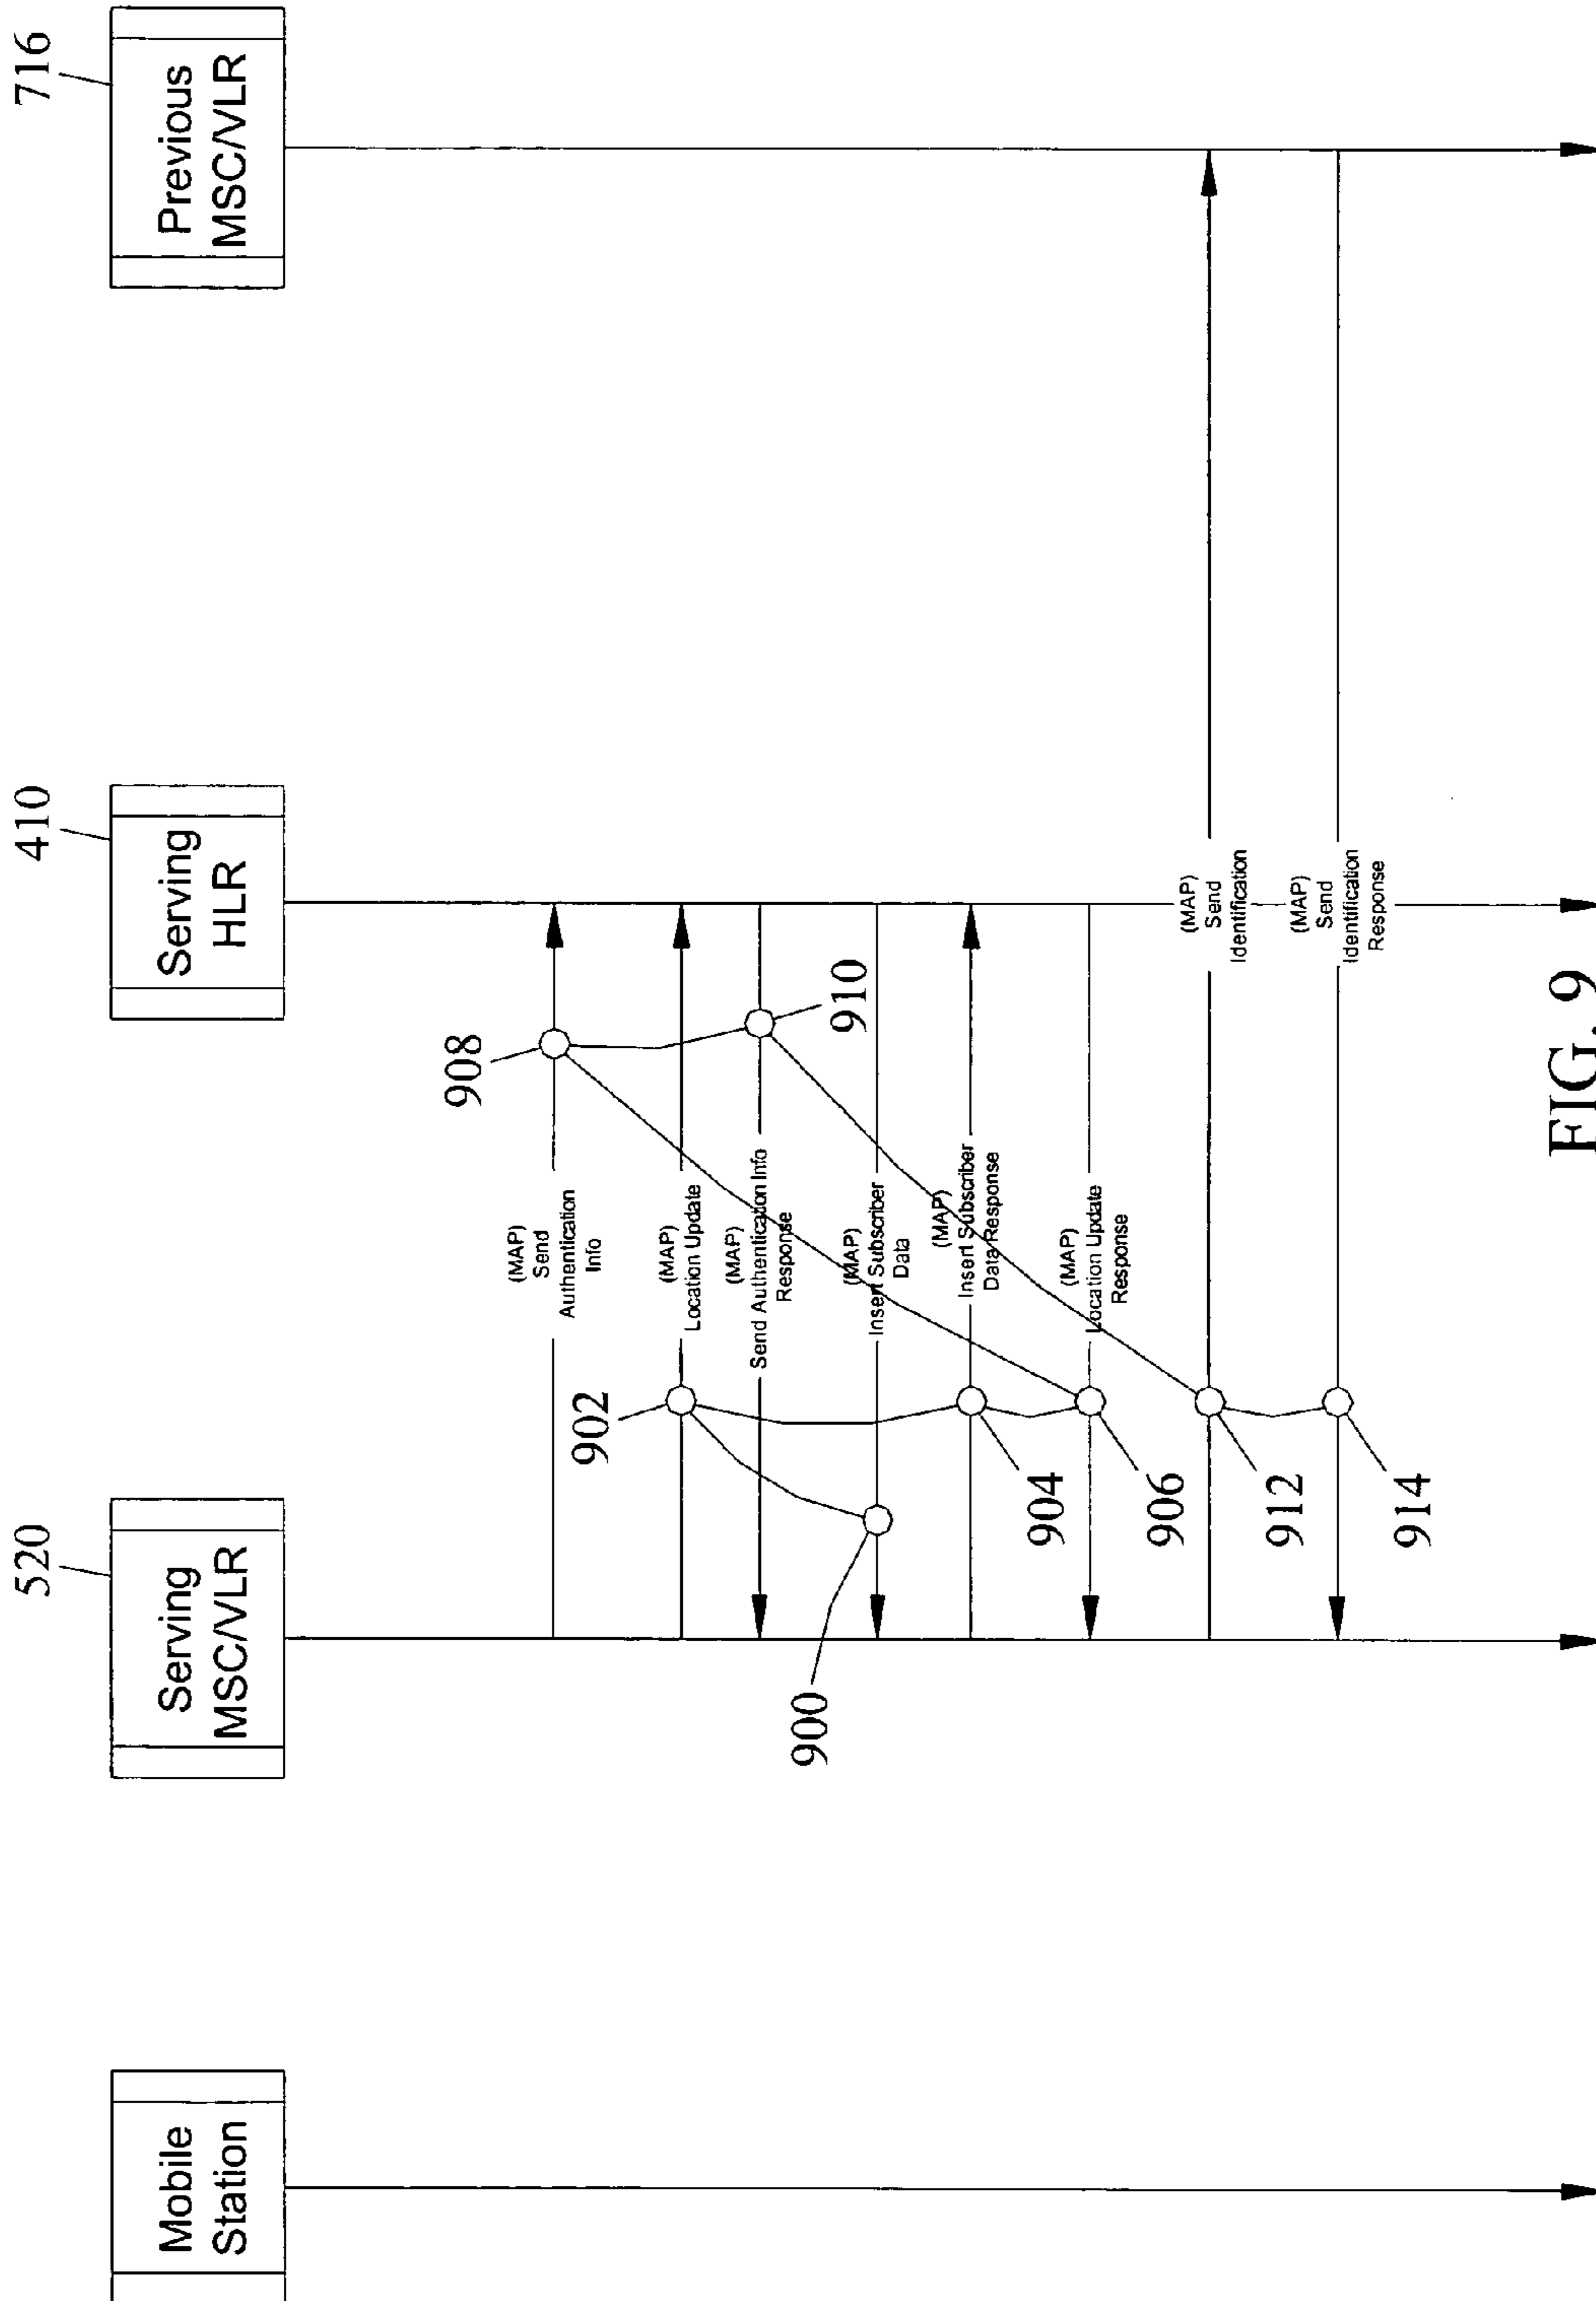 Mobile
Station
520
Serving
MSC/VLR
410
Serving
HLR
716
Previous
MSC/VLR
908
(MAP)
Send
Authentication
Info
902
(MAP)
Location Update
910
(MAP)
Send Authentication Info
Response
900
(MAP)
Insert Subscriber
Data
904
(MAP)
Insert Subscriber
Data Response
906
(MAP)
Location Update
Response
912
(MAP)
Send
Identification
914
(MAP)
Send
Identification
Response
FIG. 9